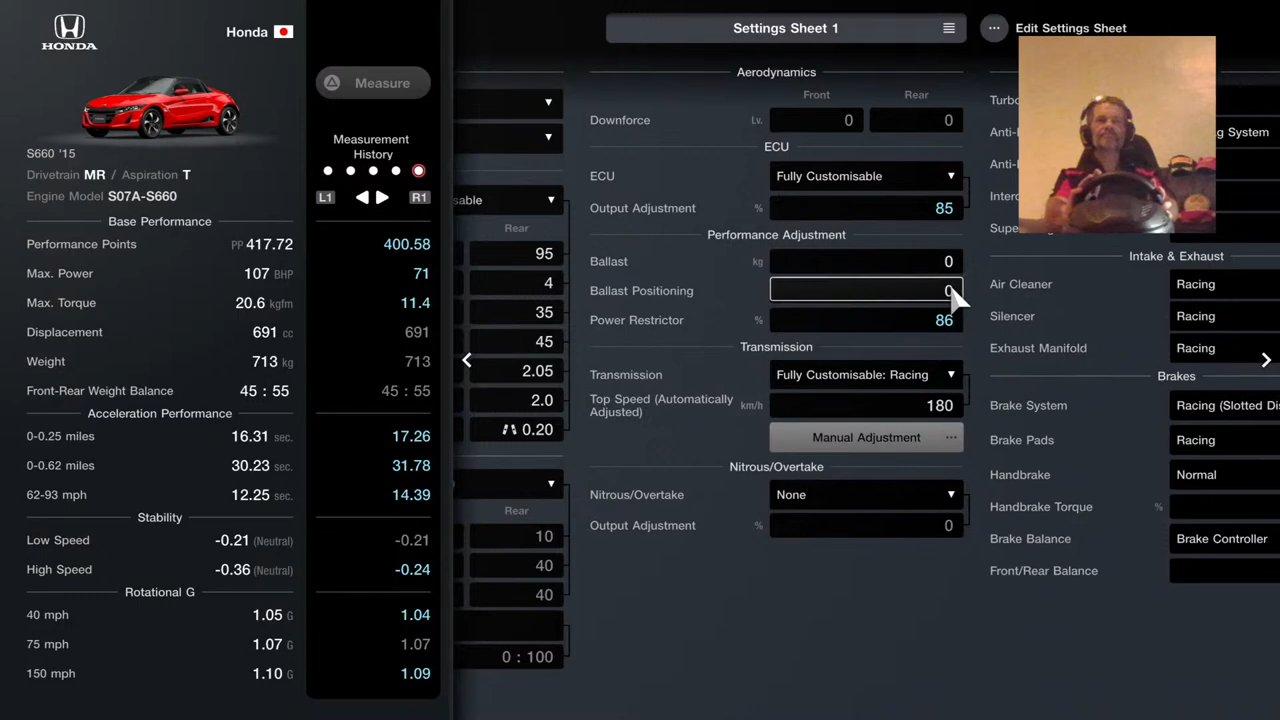 HONDA
Honda
S660 '15
Drivetrain MR / Aspiration T
Engine Model S07A-S660
Base Performance
Performance Points PP 417.72 400.58
Max. Power 107 BHP 71
Max. Torque 20.6 kgfm 11.4
Displacement 691 cc 691
Weight 713 kg 713
Front-Rear Weight Balance 45 : 55 45 : 55
Acceleration Performance
0-0.25 miles 16.31 sec. 17.26
0-0.62 miles 30.23 sec. 31.78
62-93 mph 12.25 sec. 14.39
Stability
Low Speed -0.21 (Neutral) -0.21
High Speed -0.36 (Neutral) -0.24
Rotational G
40 mph 1.05 G 1.04
75 mph 1.07 G 1.07
150 mph 1.10 G 1.09
Measure
Measurement
History
L1 R1
sable
Rear
95
4
35
45
2.05
2.0
0.20
Rear
10
40
40
0 : 100
Settings Sheet 1
Edit Settings Sheet
Aerodynamics
Front Rear
Downforce Lv. 0 0
ECU
ECU Fully Customisable
Output Adjustment % 85
Performance Adjustment
Ballast kg 0
Ballast Positioning 0
Power Restrictor % 86
Transmission
Transmission Fully Customisable: Racing
Top Speed (Automatically
Adjusted) km/h 180
Manual Adjustment
Nitrous/Overtake
Nitrous/Overtake None
Output Adjustment % 0
Turbo
Anti- ag System
Anti-
Interc
Super
Intake & Exhaust
Air Cleaner Racing
Silencer Racing
Exhaust Manifold Racing
Brakes
Brake System Racing (Slotted Di
Brake Pads Racing
Handbrake Normal
Handbrake Torque %
Brake Balance Brake Controller
Front/Rear Balance